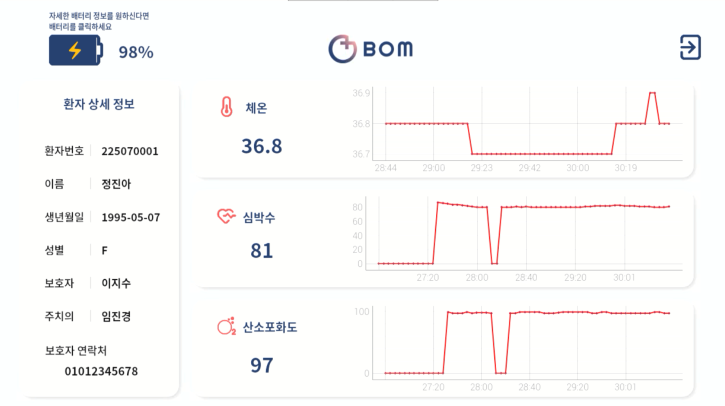 자세한 배터리 정보를 원하신다면
배터리를 클릭하세요
98%
BOM
환자 상세 정보
환자번호 225070001
이름 정진아
생년월일 1995-05-07
성별 F
보호자 이지수
주치의 임진경
보호자 연락처
01012345678
체온
36.8
36.9
36.8
36.7
28:44 29:00 29:23 29:42 30:00 30:19
심박수
81
80
60
40
20
0
27:20 28:00 28:40 29:20 30:01
산소포화도
97
100
0
27:20 28:00 28:40 29:20 30:01